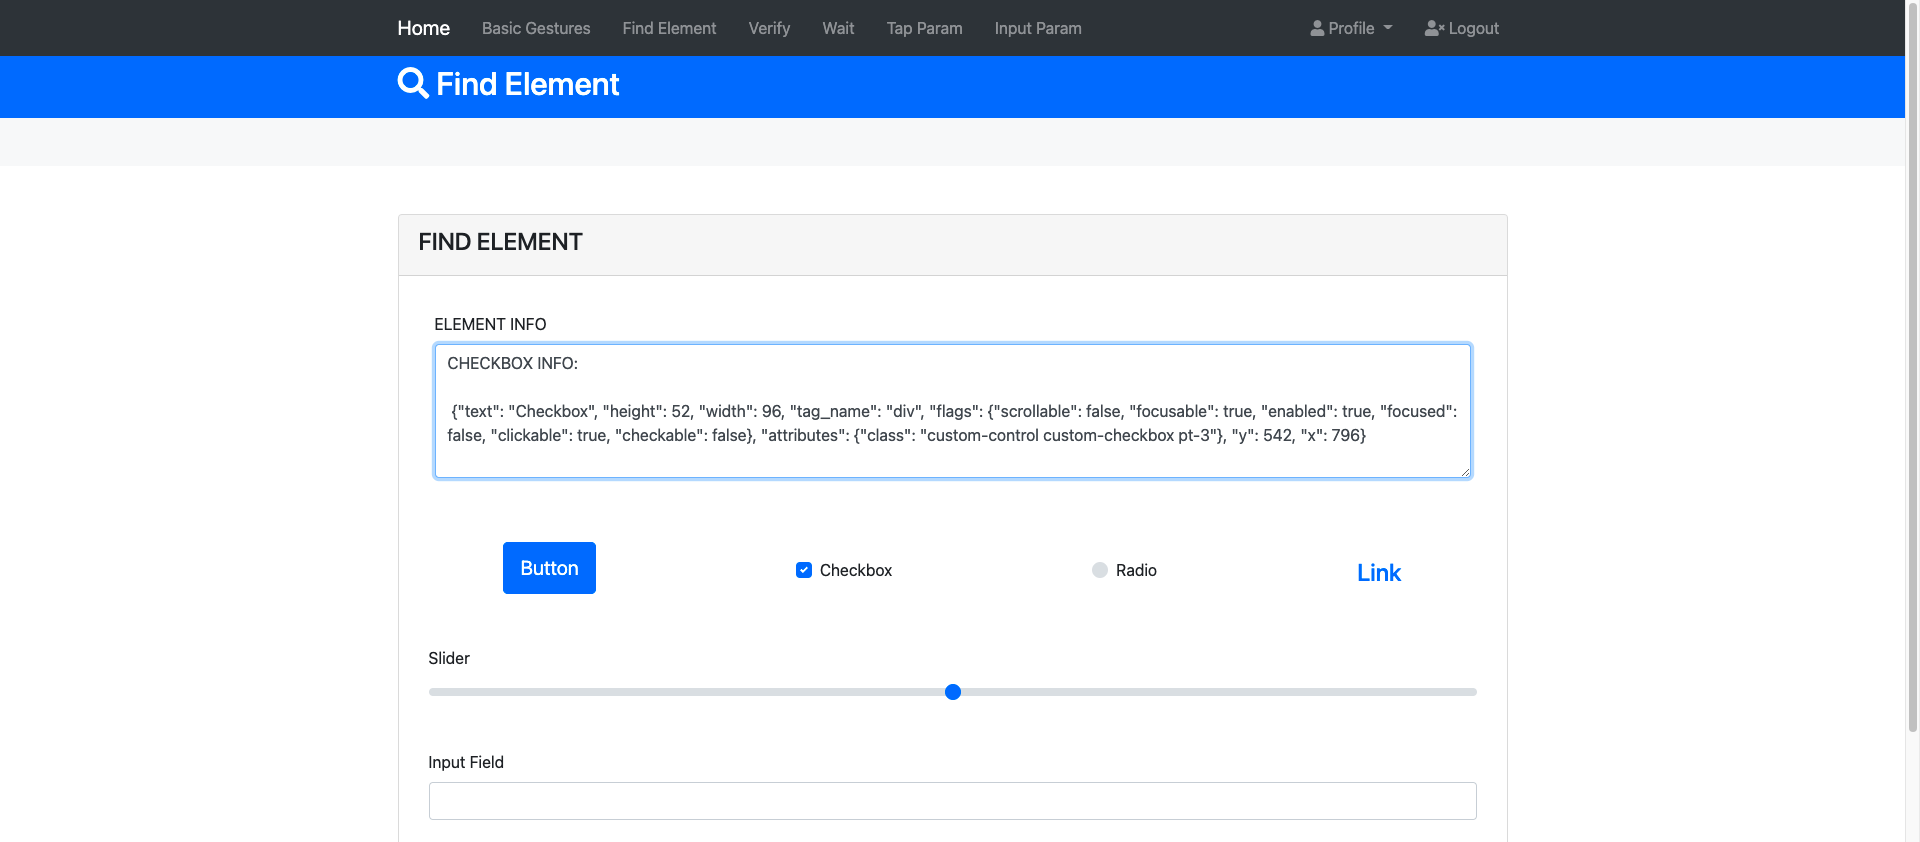 Home Basic Gestures Find Element Verify Wait Tap Param Input Param Profile Logout
Find Element
FIND ELEMENT
ELEMENT INFO
CHECKBOX INFO:
{"text": "Checkbox", "height": 52, "width": 96, "tag_name": "div", "flags": {"scrollable": false, "focusable": true, "enabled": true, "focused":
false, "clickable": true, "checkable": false}, "attributes": {"class": "custom-control custom-checkbox pt-3"}, "y": 542, "x": 796}
Button Checkbox Radio Link
Slider
Input Field